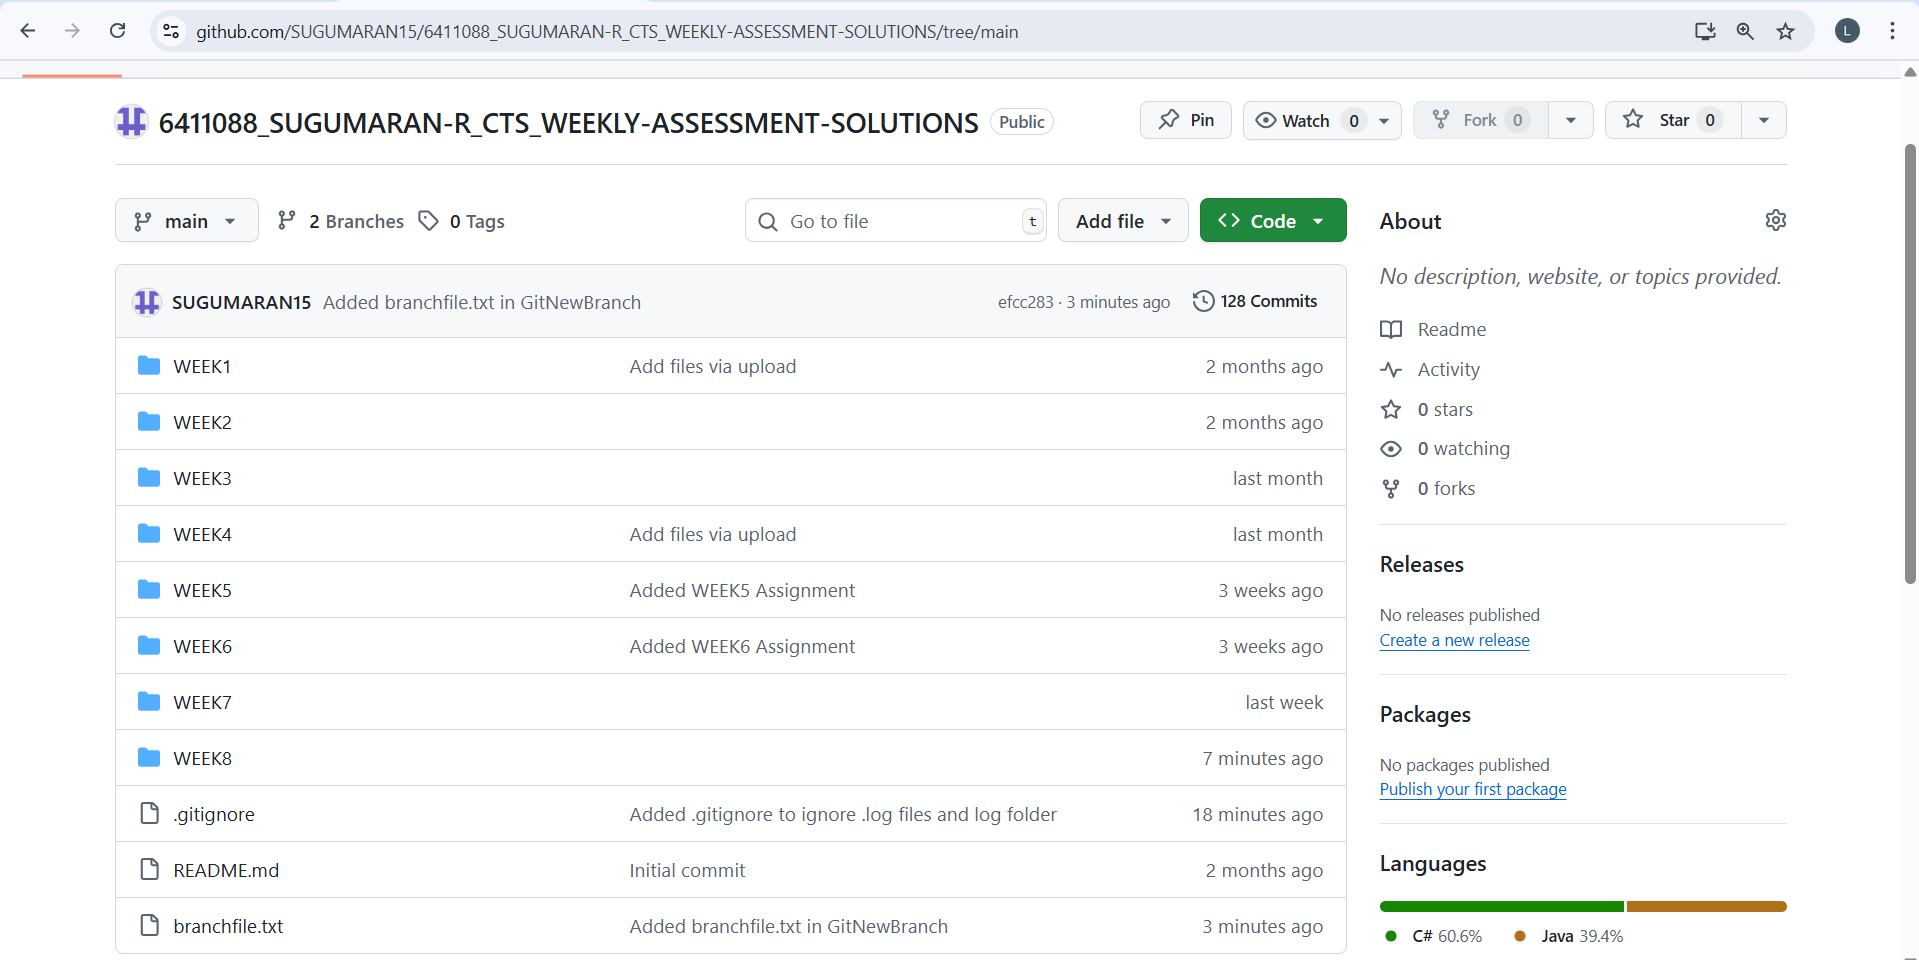 github.com/SUGUMARAN15/6411088_SUGUMARAN-R_CTS_WEEKLY-ASSESSMENT-SOLUTIONS/tree/main
L
6411088_SUGUMARAN-R_CTS_WEEKLY-ASSESSMENT-SOLUTIONS Public
Pin Watch 0 Fork 0 Star 0
main 2 Branches 0 Tags Go to file t Add file Code
SUGUMARAN15 Added branchfile.txt in GitNewBranch efcc283 · 3 minutes ago 128 Commits
WEEK1 Add files via upload 2 months ago
WEEK2 2 months ago
WEEK3 last month
WEEK4 Add files via upload last month
WEEK5 Added WEEK5 Assignment 3 weeks ago
WEEK6 Added WEEK6 Assignment 3 weeks ago
WEEK7 last week
WEEK8 7 minutes ago
.gitignore Added .gitignore to ignore .log files and log folder 18 minutes ago
README.md Initial commit 2 months ago
branchfile.txt Added branchfile.txt in GitNewBranch 3 minutes ago
About
No description, website, or topics provided.
Readme
Activity
0 stars
0 watching
0 forks
Releases
No releases published
Create a new release
Packages
No packages published
Publish your first package
Languages
C# 60.6% Java 39.4%